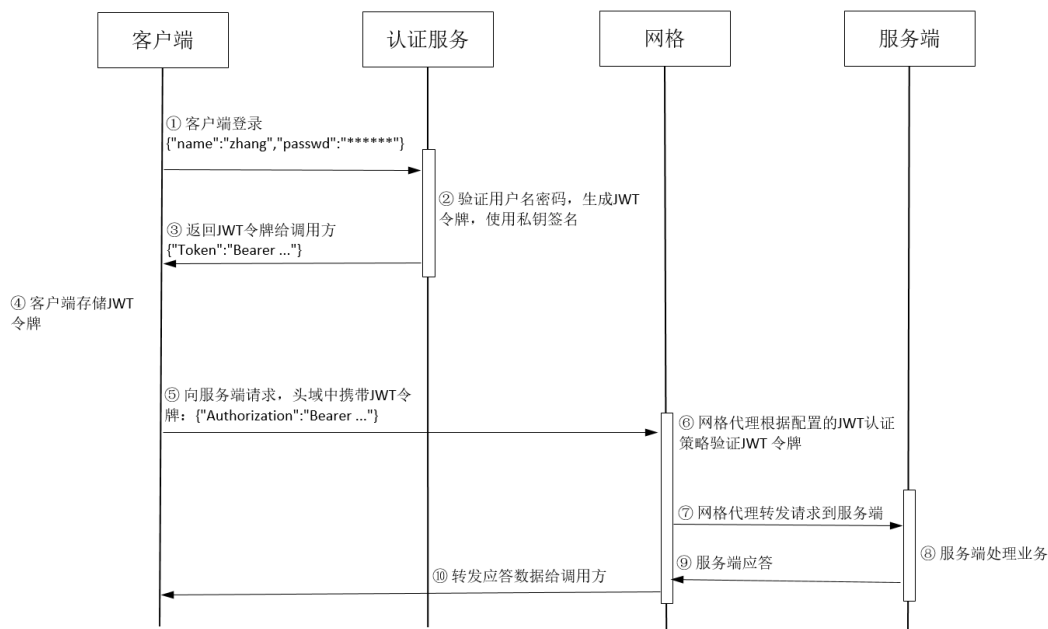 客户端
认证服务
网格
服务端
① 客户端登录
{"name":"zhang","passwd":"******"}
② 验证用户名密码，生成JWT
令牌，使用私钥签名
③ 返回JWT令牌给调用方
{"Token":"Bearer ..."}
④ 客户端存储JWT
令牌
⑤ 向服务端请求，头域中携带JWT令
牌：{"Authorization":"Bearer ..."}
⑥ 网格代理根据配置的JWT认证
策略验证JWT 令牌
⑦ 网格代理转发请求到服务端
⑧ 服务端处理业务
⑨ 服务端应答
⑩ 转发应答数据给调用方